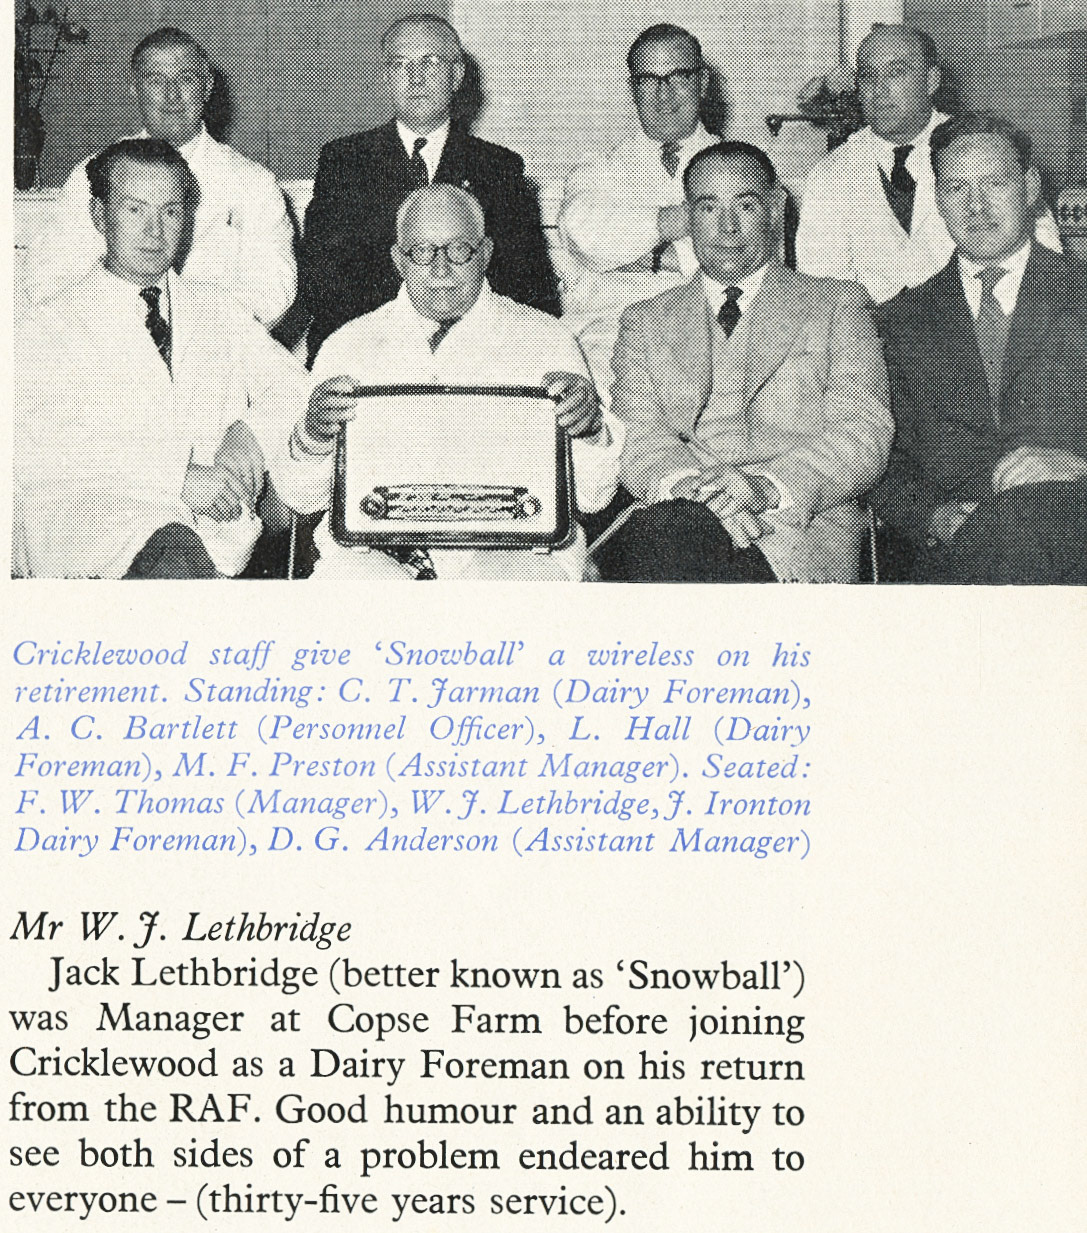 Cricklewood staff give ‘Snowball’ a wireless on his
retirement. Standing: C. T. Jarman (Dairy Foreman),
A. C. Bartlett (Personnel Officer), L. Hall (Dairy
Foreman), M. F. Preston (Assistant Manager). Seated:
F. W. Thomas (Manager), W. J. Lethbridge, J. Ironton
Dairy Foreman), D. G. Anderson (Assistant Manager)
Mr W. J. Lethbridge
Jack Lethbridge (better known as ‘Snowball’)
was Manager at Copse Farm before joining
Cricklewood as a Dairy Foreman on his return
from the RAF. Good humour and an ability to
see both sides of a problem endeared him to
everyone – (thirty-five years service).